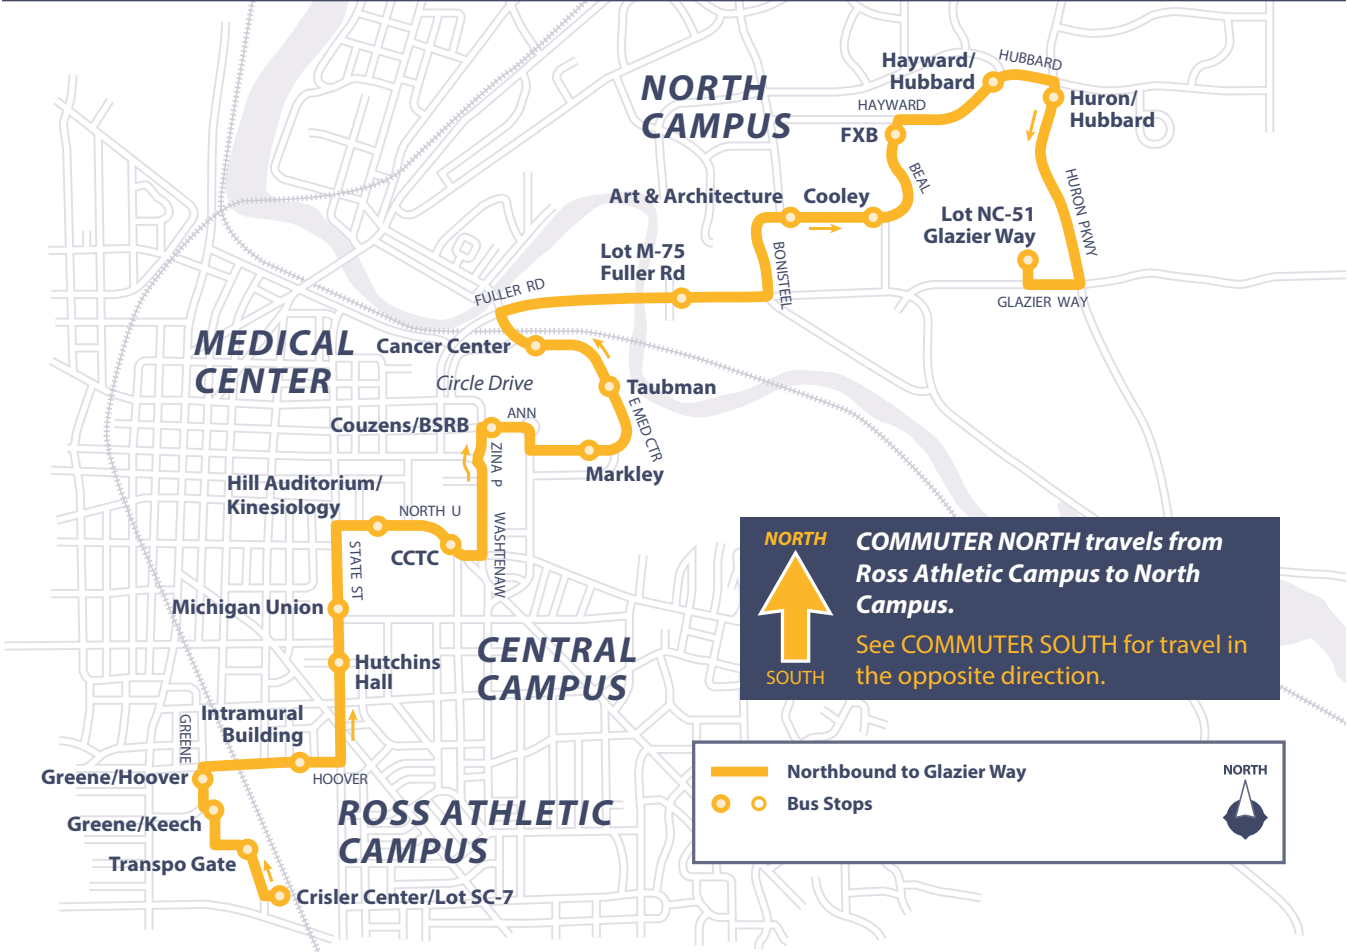 Hayward/
Hubbard
HUBBARD
NORTH
CAMPUS
HAYWARD
Huron/
Hubbard
FXB
BEAL
HURON PKWY
Art & Architecture
Cooley
Lot NC-51
Glazier Way
Lot M-75
Fuller Rd
BONISTEEL
FULLER RD
GLAZIER WAY
MEDICAL
CENTER
Cancer Center
Circle Drive
Taubman
E MED CTR
Couzens/BSRB
ANN
ZINA P
Markley
Hill Auditorium/
Kinesiology
NORTH U
WASHTENAW
CCTC
STATE ST
Michigan Union
CENTRAL
CAMPUS
Hutchins
Hall
Intramural
Building
GREENE
Greene/Hoover
HOOVER
ROSS ATHLETIC
CAMPUS
Greene/Keech
Transpo Gate
Crisler Center/Lot SC-7
NORTH
SOUTH
COMMUTER NORTH travels from
Ross Athletic Campus to North
Campus.
See COMMUTER SOUTH for travel in
the opposite direction.
Northbound to Glazier Way
Bus Stops
NORTH